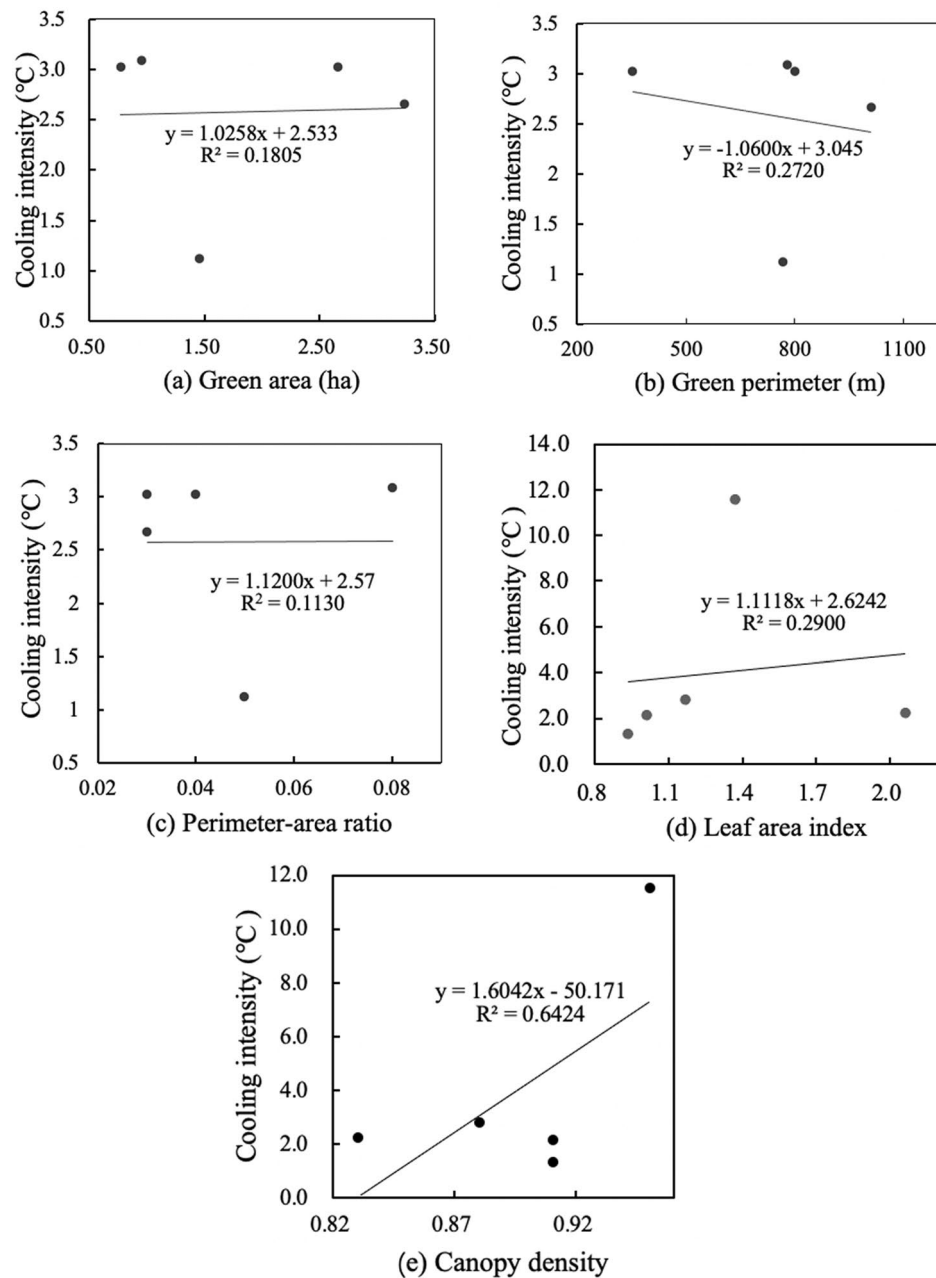 3.5
3.0
2.5
2.0
1.5
1.0
0.5
Cooling intensity (°C)
y = 1.0258x + 2.533
R² = 0.1805
0.50 1.50 2.50 3.50
(a) Green area (ha)
3.5
3
2.5
2
1.5
1
0.5
Cooling intensity (°C)
y = -1.0600x + 3.045
R² = 0.2720
200 500 800 1100
(b) Green perimeter (m)
3.5
3
2.5
2
1.5
1
0.5
Cooling intensity (°C)
y = 1.1200x + 2.57
R² = 0.1130
0.02 0.04 0.06 0.08
(c) Perimeter-area ratio
14.0
12.0
10.0
8.0
6.0
4.0
2.0
0.0
Cooling intensity (°C)
y = 1.1118x + 2.6242
R² = 0.2900
0.8 1.1 1.4 1.7 2.0
(d) Leaf area index
12.0
10.0
8.0
6.0
4.0
2.0
0.0
Cooling intensity (°C)
y = 1.6042x - 50.171
R² = 0.6424
0.82 0.87 0.92
(e) Canopy density